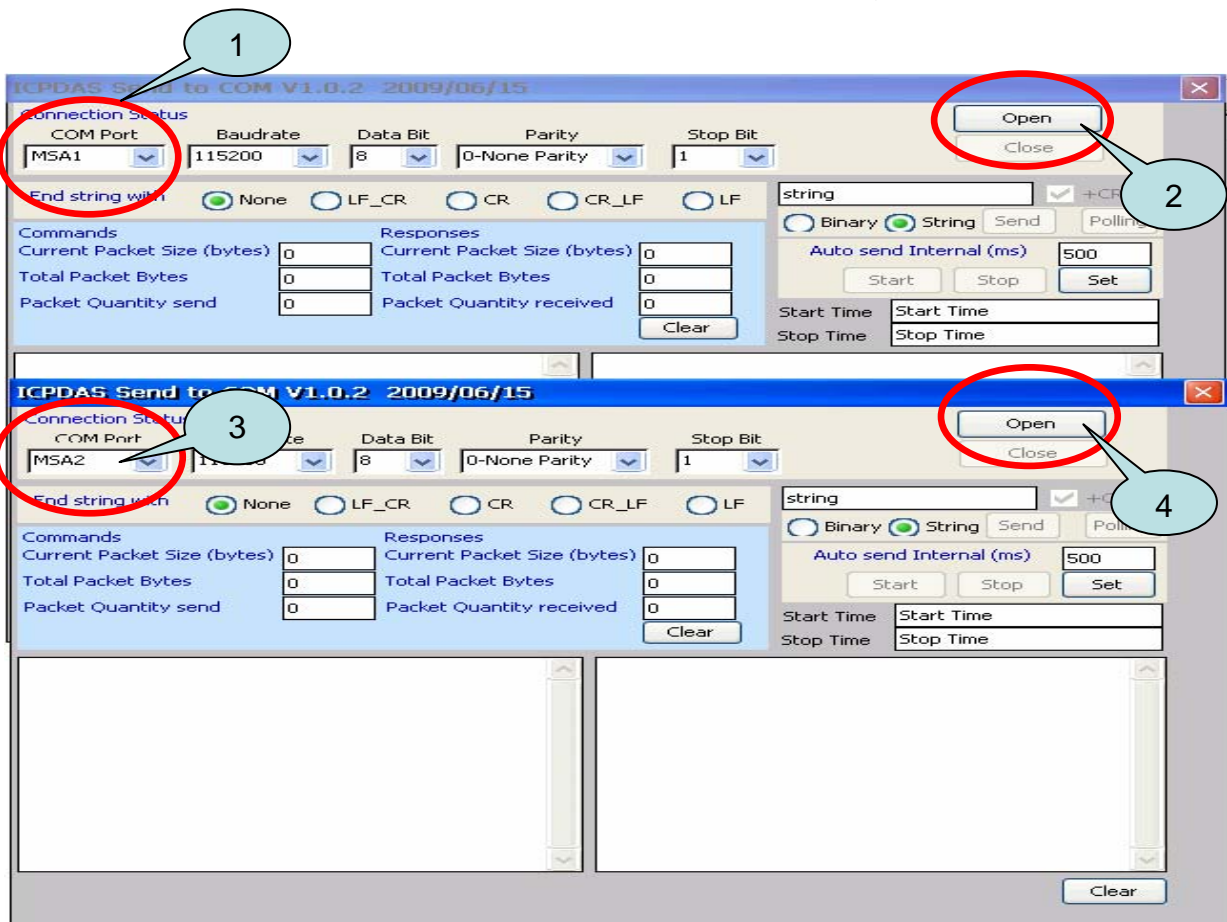 1
ICPDAS Send to COM V1.0.2 2009/06/15
Connection Status
COM Port Baudrate Data Bit Parity Stop Bit
MSA1 115200 8 0-None Parity 1
Open
Close
2
End string with None LF_CR CR CR_LF LF
string
Binary String Send Polling
Commands Responses
Current Packet Size (bytes) 0 Current Packet Size (bytes) 0
Total Packet Bytes 0 Total Packet Bytes 0
Packet Quantity send 0 Packet Quantity received 0
Clear
Auto send Internal (ms) 500
Start Stop Set
Start Time Start Time
Stop Time Stop Time
ICPDAS Send to COM V1.0.2 2009/06/15
Connection
3
COM Port Data Bit Parity Stop Bit
MSA2 8 0-None Parity 1
Open
Close
4
End string with None LF_CR CR CR_LF LF
string
Binary String Send
Commands Responses
Current Packet Size (bytes) 0 Current Packet Size (bytes) 0
Total Packet Bytes 0 Total Packet Bytes 0
Packet Quantity send 0 Packet Quantity received 0
Clear
Auto send Internal (ms) 500
Start Stop Set
Start Time Start Time
Stop Time Stop Time
Clear